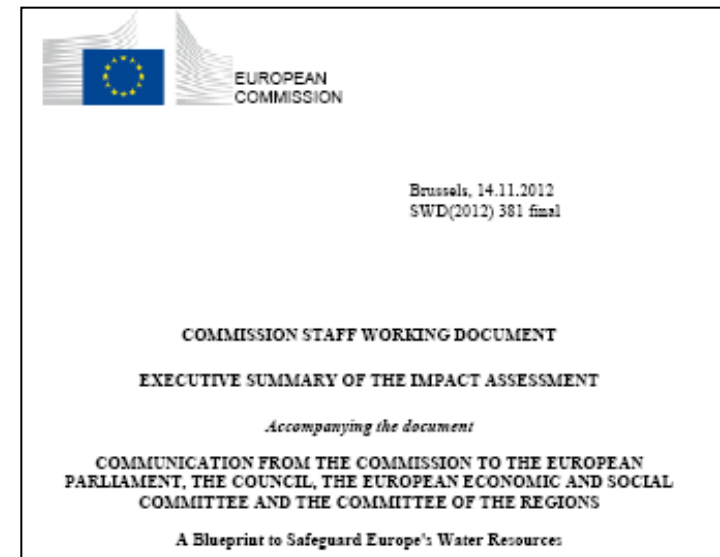 EUROPEAN
COMMISSION
Brussels, 14.11.2012
SWD(2012) 381 final
COMMISSION STAFF WORKING DOCUMENT
EXECUTIVE SUMMARY OF THE IMPACT ASSESSMENT
Accompanying the document
COMMUNICATION FROM THE COMMISSION TO THE EUROPEAN
PARLIAMENT, THE COUNCIL, THE EUROPEAN ECONOMIC AND SOCIAL
COMMITTEE AND THE COMMITTEE OF THE REGIONS
A Blueprint to Safeguard Europe's Water Resources